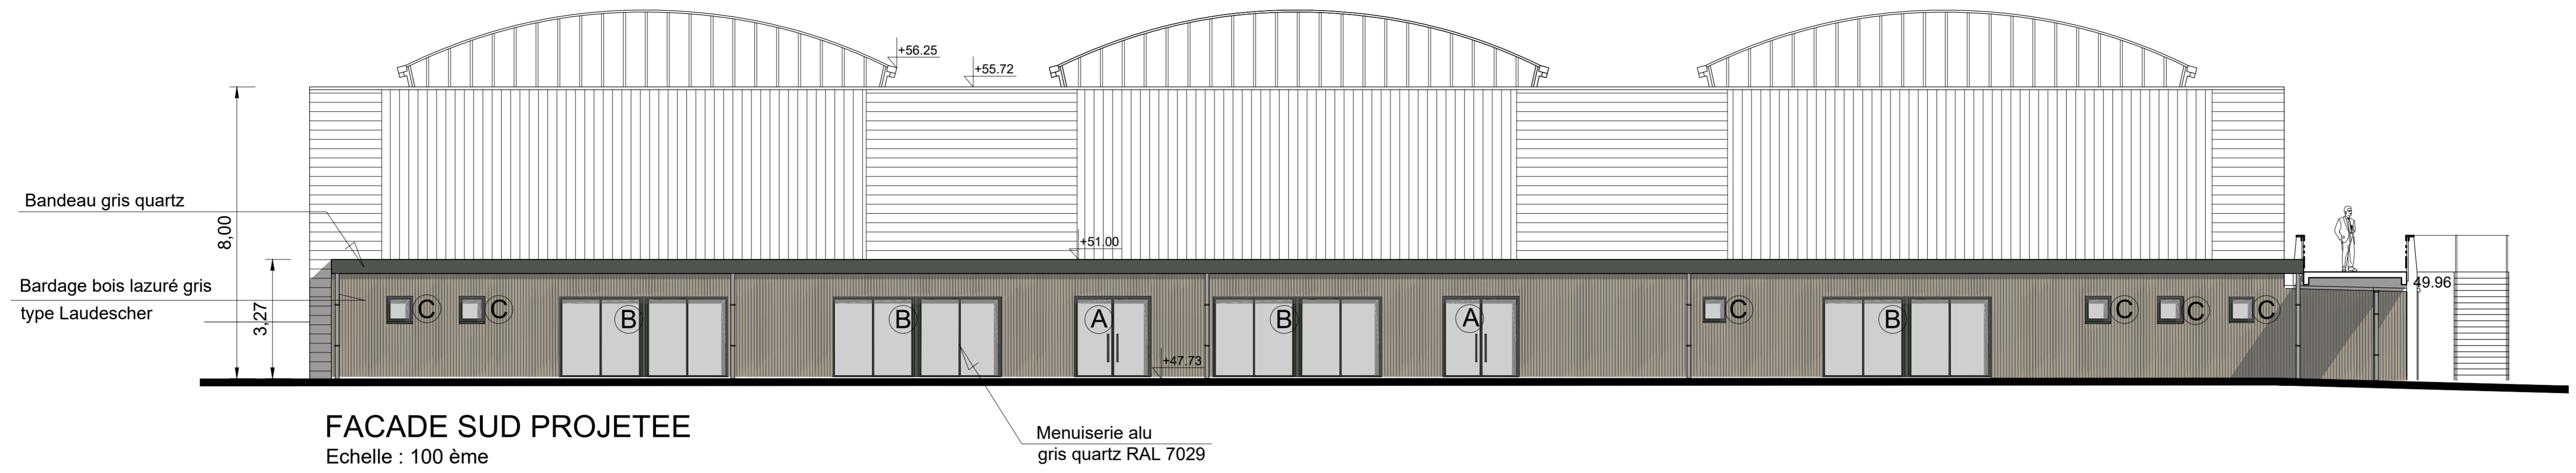 +56.25
+55.72
Bandeau gris quartz
8,00
+51.00
Bardage bois lazuré gris
type Laudescher
3,27
49.96
C
C
B
B
A
B
A
C
B
C
C
C
+47.73
FACADE SUD PROJETEE
Echelle : 100 ème
Menuiserie alu
gris quartz RAL 7029